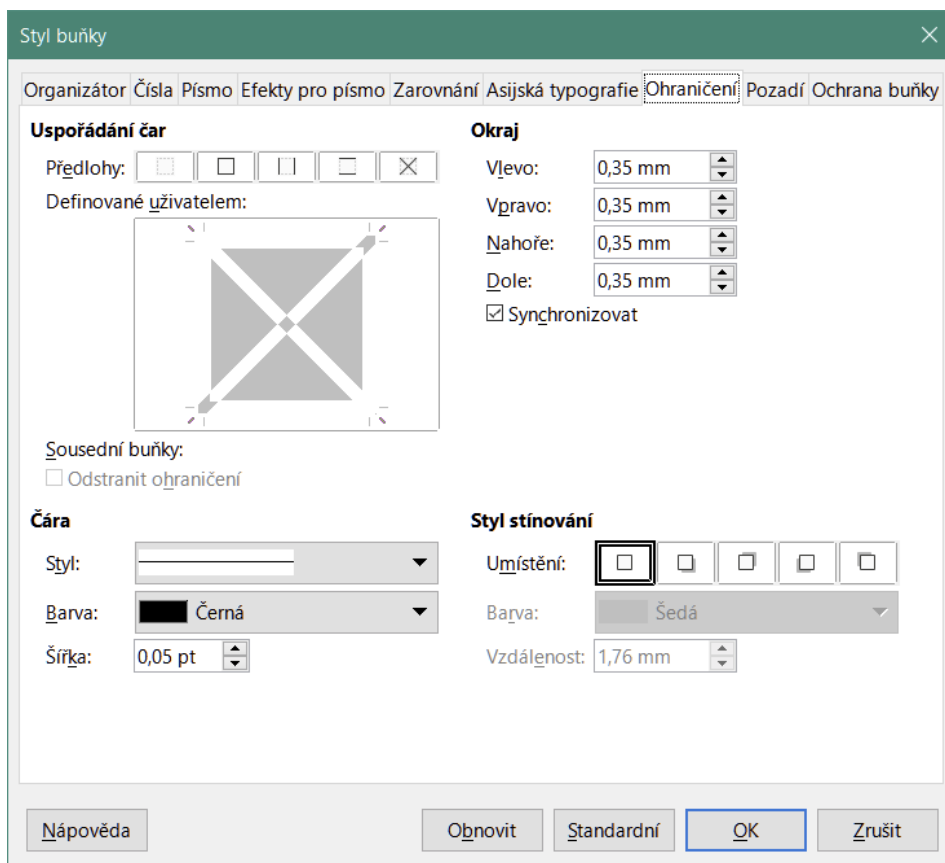 Styl buňky
Organizátor Čísla Písmo Efekty pro písmo Zarovnání Asijská typografie Ohraničení Pozadí Ochrana buňky
Uspořádání čar
Předlohy:
Definované uživatelem:
Sousední buňky:
Odstranit ohraničení
Okraj
Vlevo: 0,35 mm
Vpravo: 0,35 mm
Nahoře: 0,35 mm
Dole: 0,35 mm
Synchronizovat
Čára
Styl:
Barva: Černá
Šířka: 0,05 pt
Styl stínování
Umístění:
Barva: Šedá
Vzdálenost: 1,76 mm
Nápověda Obnovit Standardní OK Zrušit